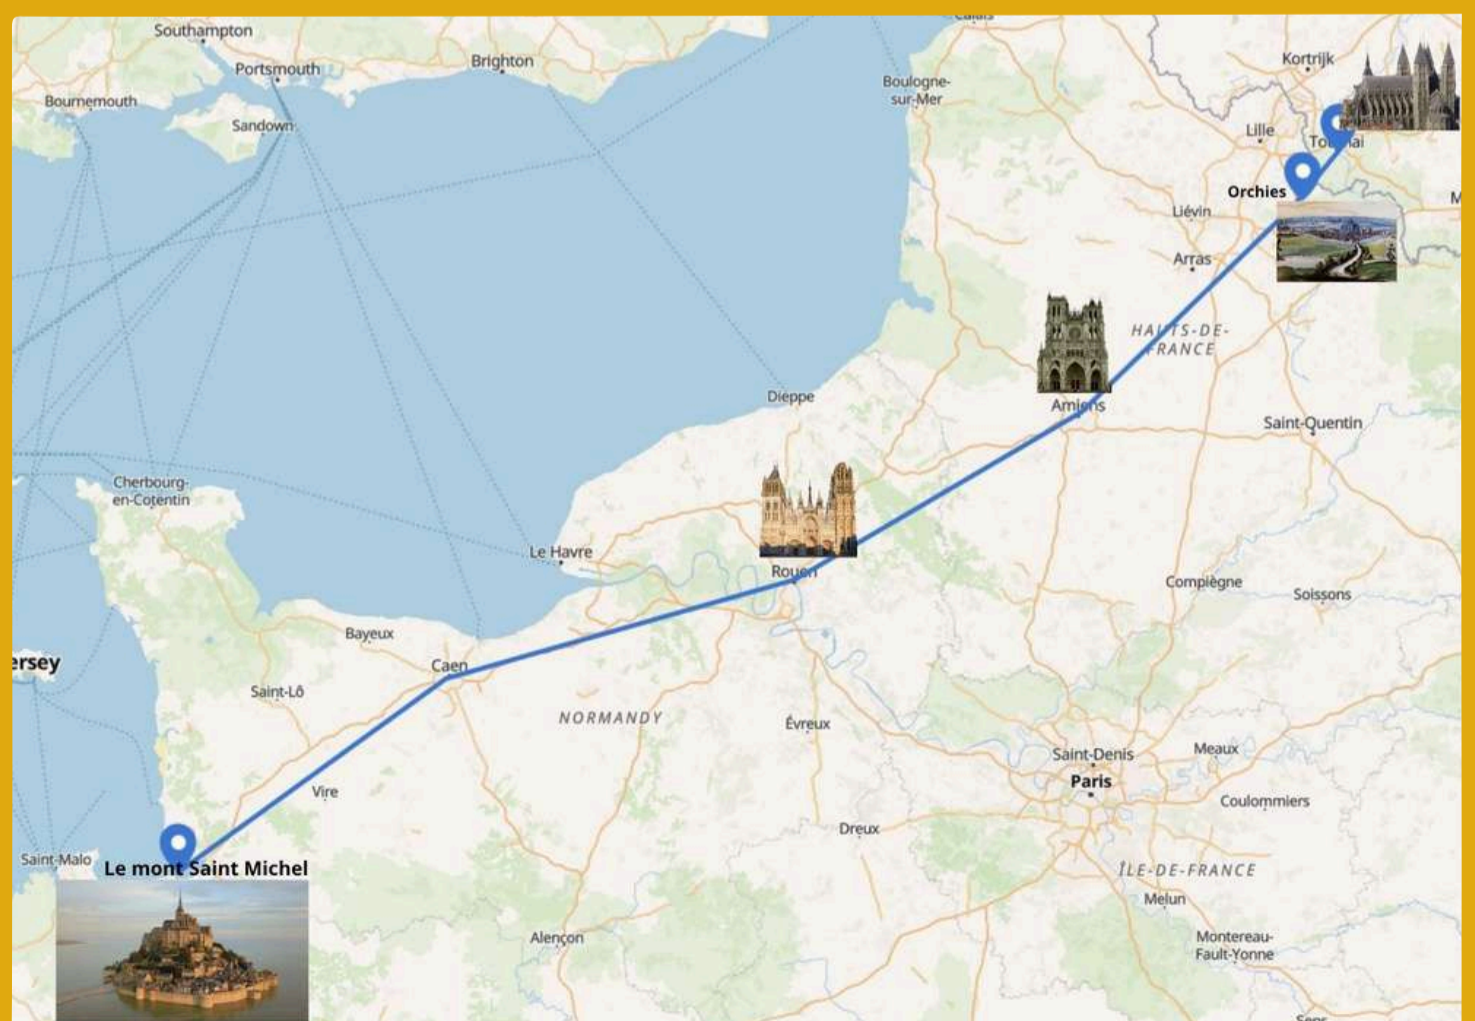 Calais
Southampton
Brighton
Kortrijk
Portsmouth
Boulogne-
sur-Mer
Bournemouth
Sandown
Lille
Orchies
Liévin
Arras
HAUTS-DE-
FRANCE
Dieppe
Amiens
Saint-Quentin
Cherbourg-
en-Cotentin
Le Havre
Rouen
Compiègne
Soissons
Bayeux
ersey
Caen
Saint-Lô
NORMANDY
Évreux
Saint-Denis
Meaux
Paris
Vire
Coulommiers
Dreux
Saint-Malo
Le mont Saint Michel
ÎLE-DE-FRANCE
Melun
Alençon
Montereau-
Fault-Yonne